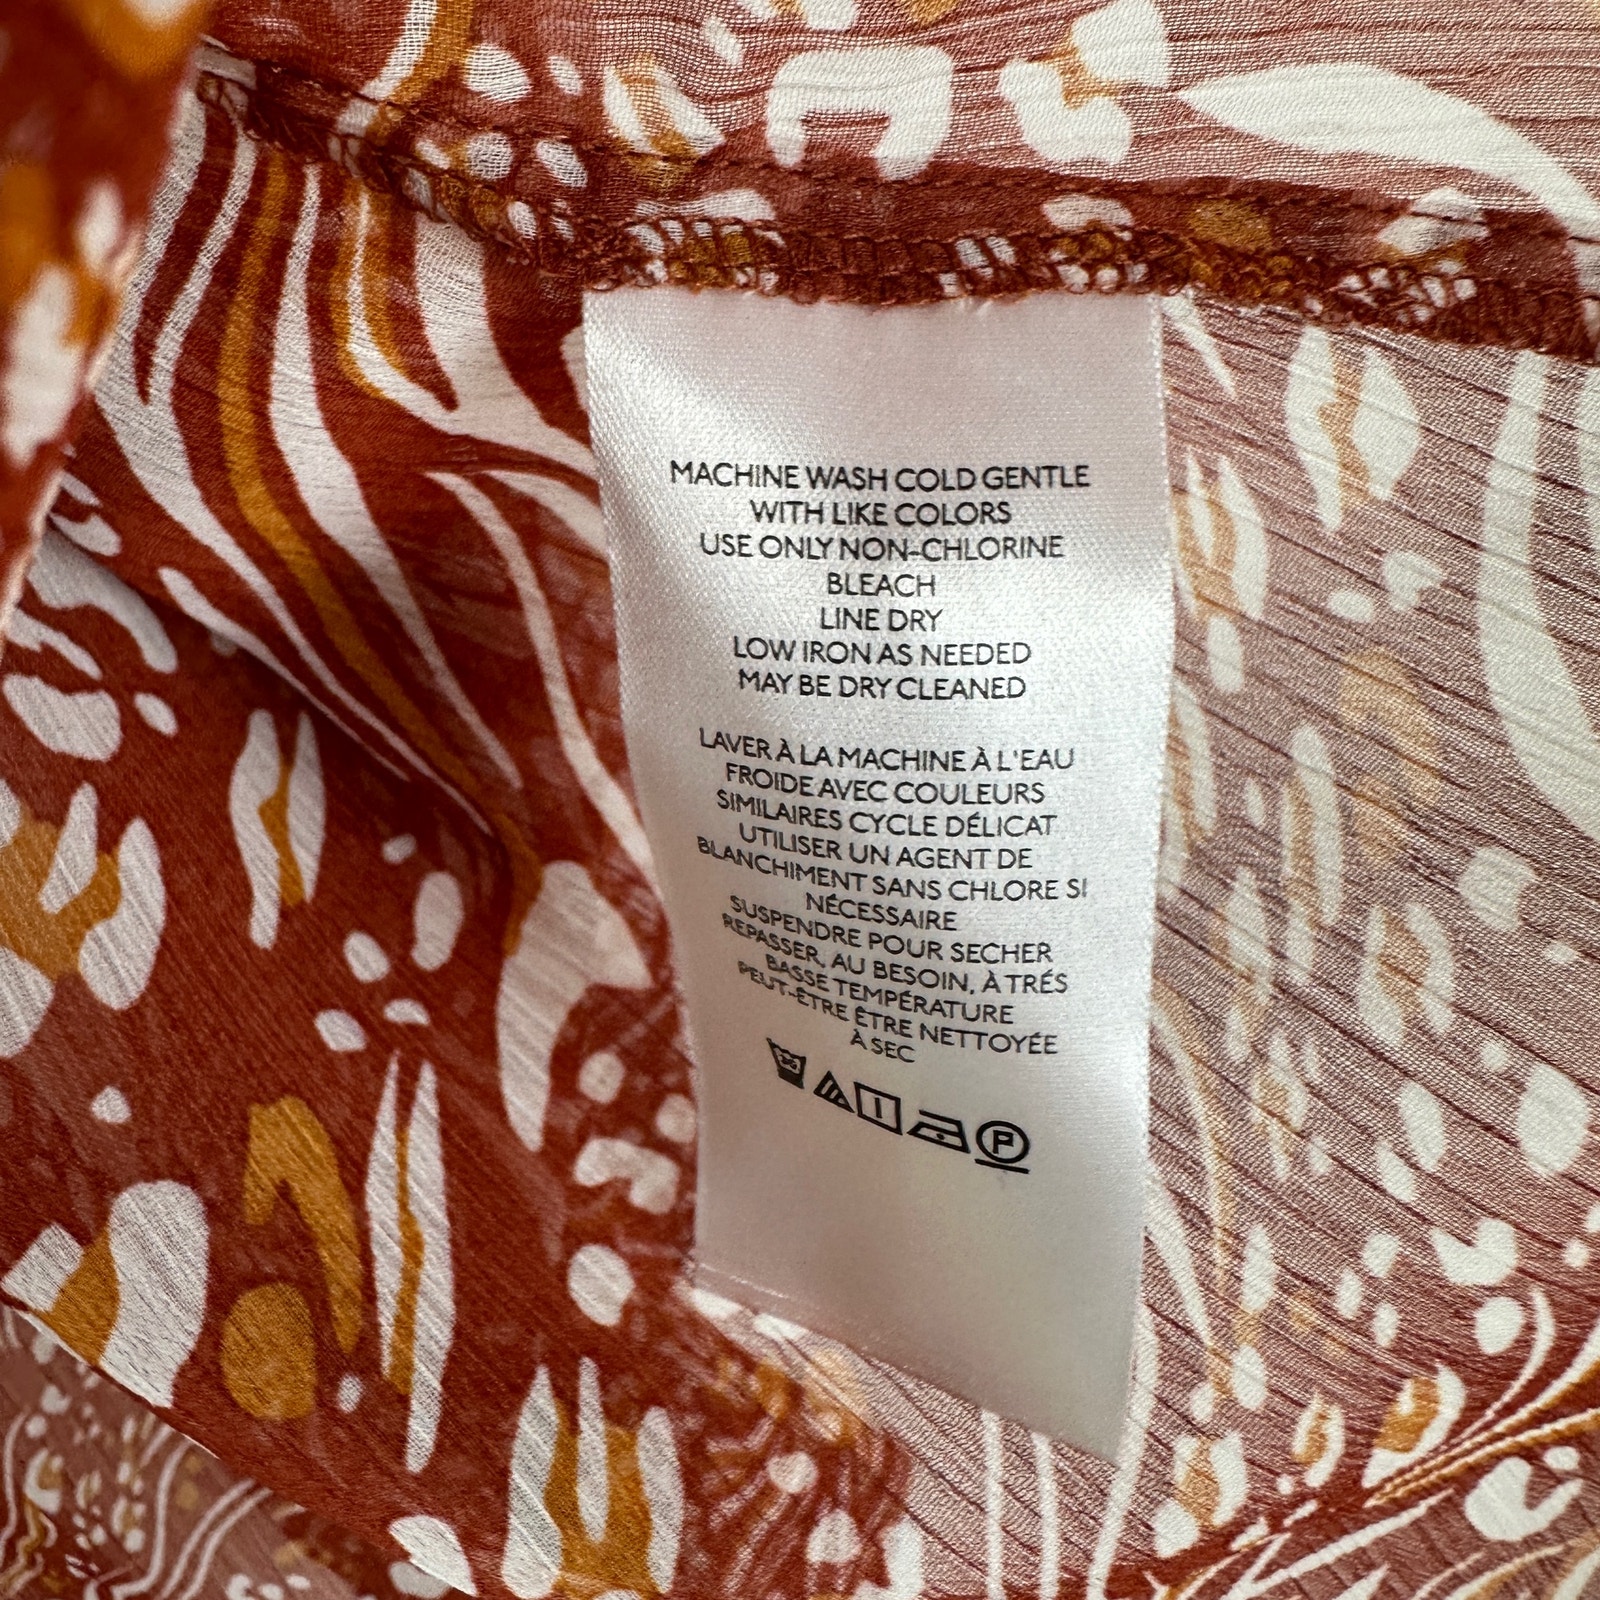 MACHINE WASH COLD GENTLE
WITH LIKE COLORS
USE ONLY NON-CHLORINE
BLEACH
LINE DRY
LOW IRON AS NEEDED
MAY BE DRY CLEANED
LAVER À LA MACHINE À L'EAU
FROIDE AVEC COULEURS
SIMILAIRES CYCLE DÉLICAT
UTILISER UN AGENT DE
BLANCHIMENT SANS CHLORE SI
NÉCESSAIRE
SUSPENDRE POUR SECHER
REPASSER, AU BESOIN, À TRÉS
BASSE TEMPÉRATURE
PEUT-ÊTRE ÊTRE NETTOYÉE
À SEC
P